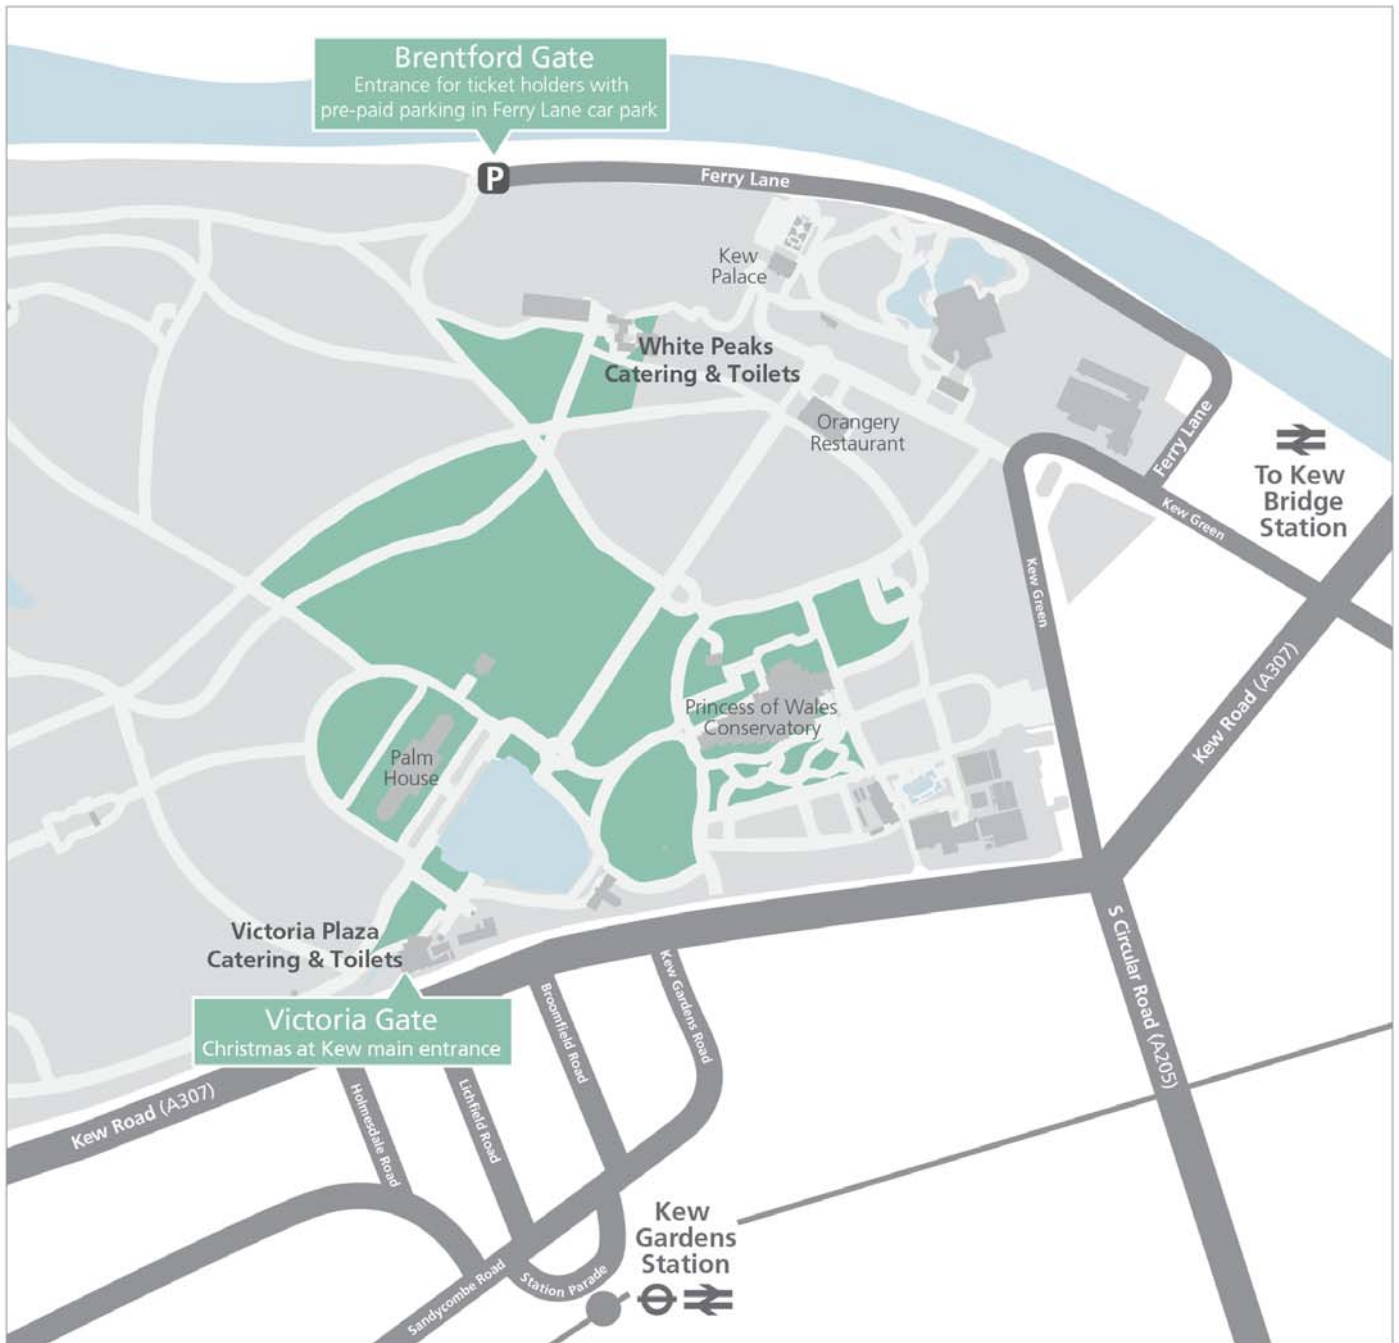 Brentford Gate
Entrance for ticket holders with
pre-paid parking in Ferry Lane car park
P
Ferry Lane
Kew
Palace
White Peaks
Catering & Toilets
Orangery
Restaurant
Ferry Lane
To Kew
Bridge
Station
Kew Green
Kew Green
Kew Road (A307)
Princess of Wales
Conservatory
Palm
House
Victoria Plaza
Catering & Toilets
Victoria Gate
Christmas at Kew main entrance
S Circular Road (A205)
Kew Gardens Road
Broomfield Road
Lichfield Road
Holmesdale Road
Kew Road (A307)
Kew
Gardens
Station
Station Parade
Sandycombe Road